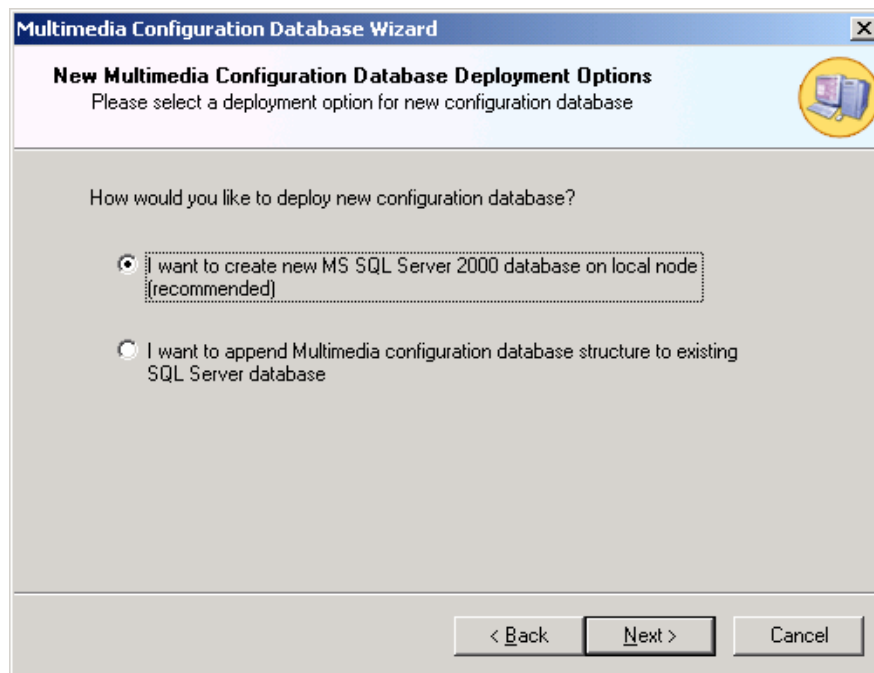 Multimedia Configuration Database Wizard
New Multimedia Configuration Database Deployment Options
Please select a deployment option for new configuration database
How would you like to deploy new configuration database?
I want to create new MS SQL Server 2000 database on local node
(recommended)
I want to append Multimedia configuration database structure to existing
SQL Server database
< Back Next > Cancel